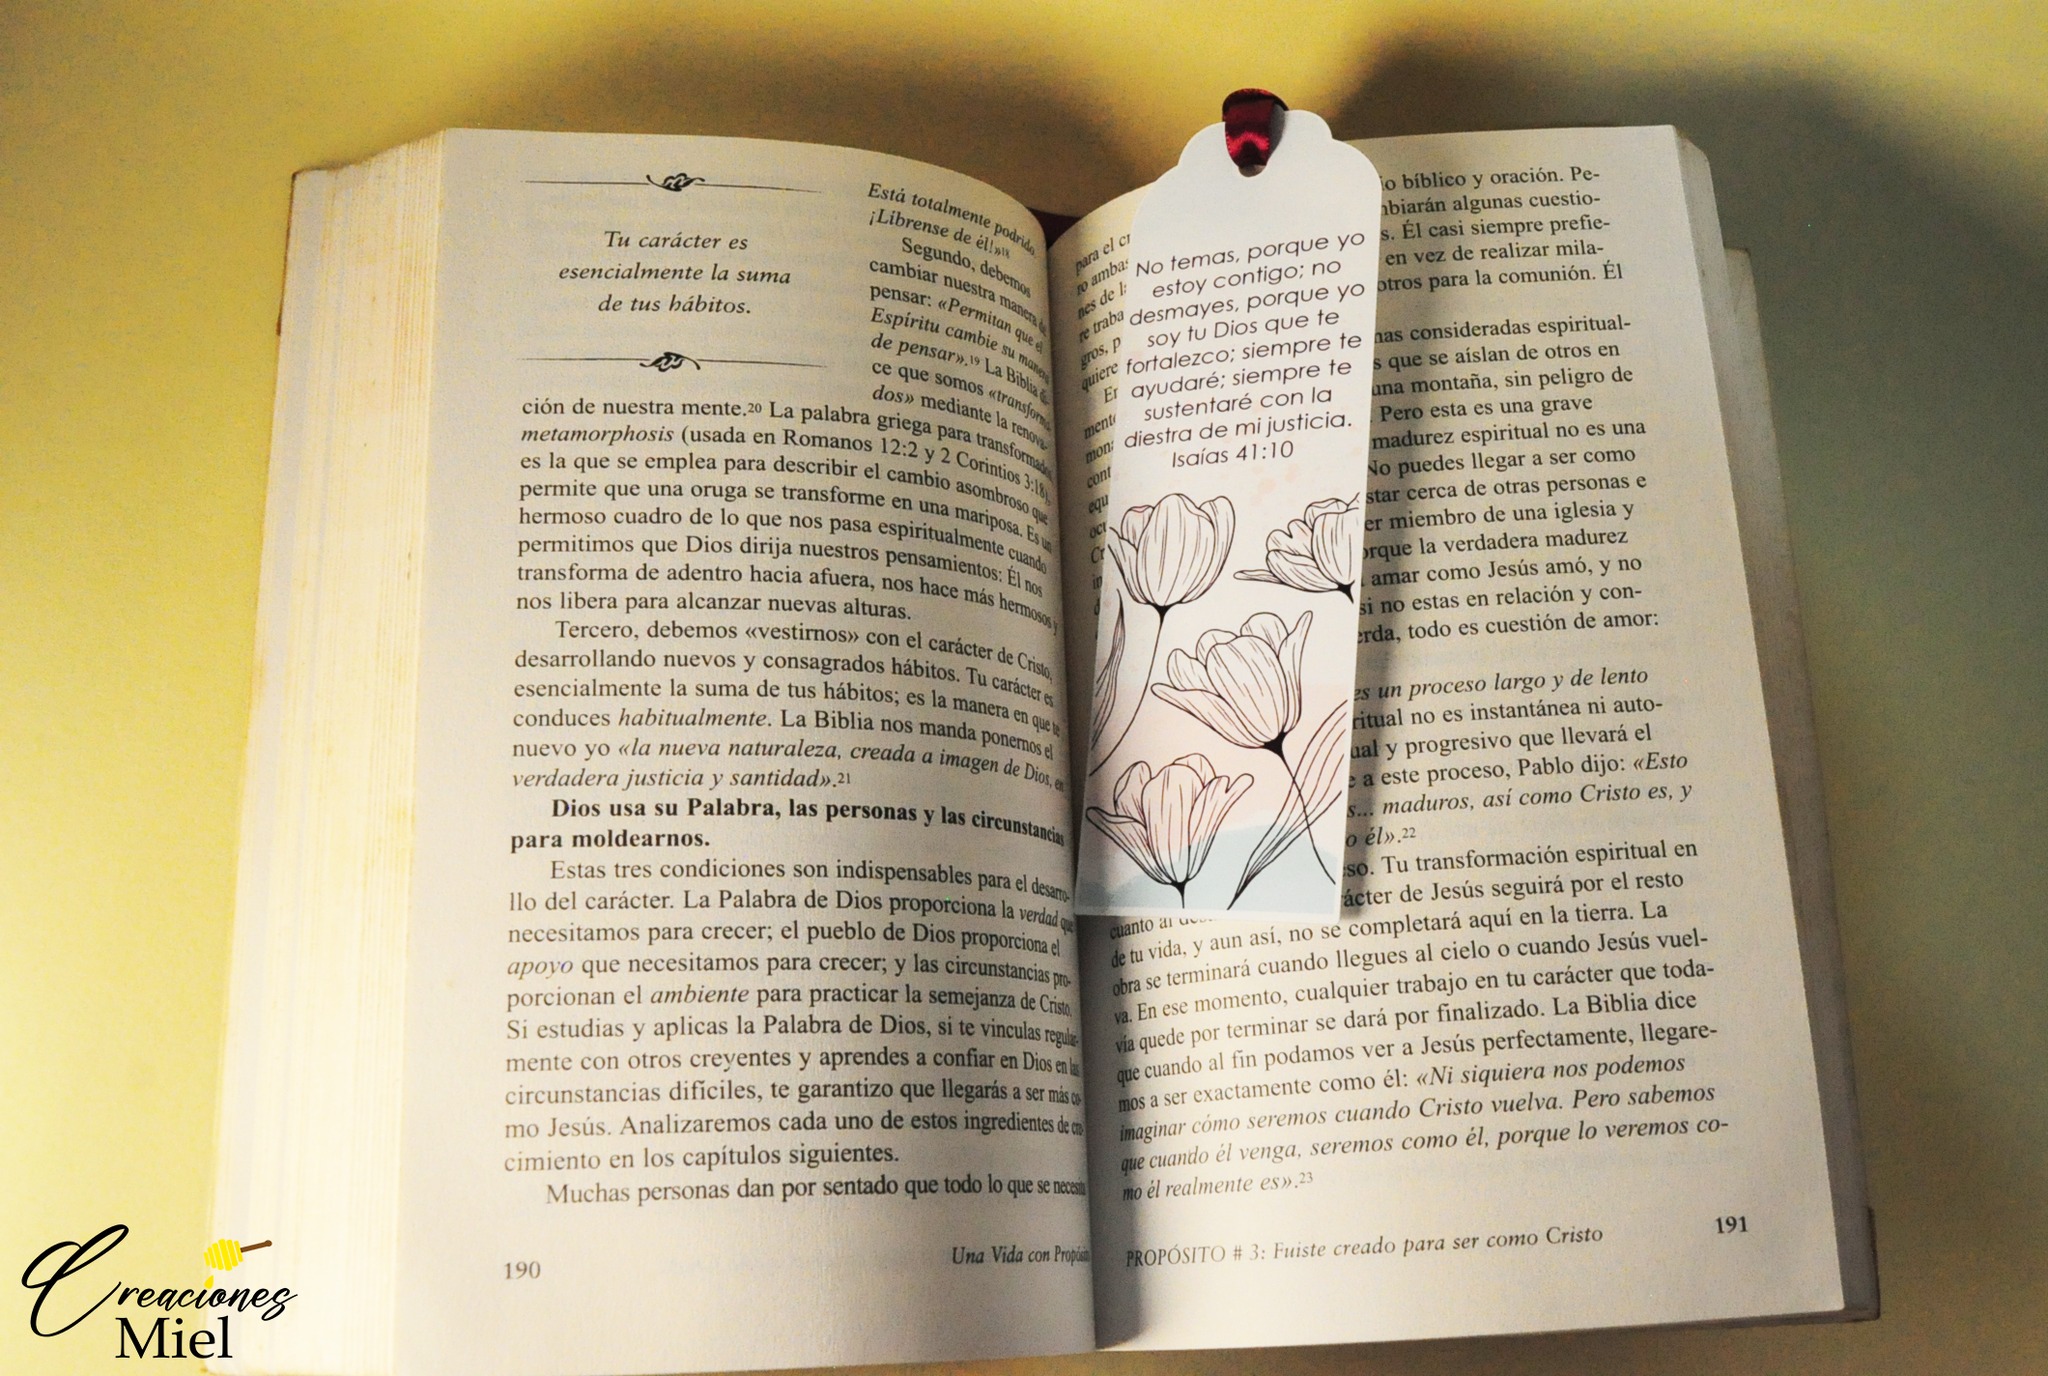 Tu carácter es
esencialmente la suma
de tus hábitos.
Está totalmente podrido
¡Líbrense de él!»18
Segundo, debemos
cambiar nuestra manera de
pensar: «Permitan que el
Espíritu cambie su manera
de pensar».19 La Biblia di-
ce que somos «transforma
dos» mediante la renova-
ción de nuestra mente.20 La palabra griega para transformados,
metamorphosis (usada en Romanos 12:2 y 2 Corintios 3:18),
es la que se emplea para describir el cambio asombroso que
permite que una oruga se transforme en una mariposa. Es un
hermoso cuadro de lo que nos pasa espiritualmente cuando
permitimos que Dios dirija nuestros pensamientos: Él nos
transforma de adentro hacia afuera, nos hace más hermosos y
nos libera para alcanzar nuevas alturas.
Tercero, debemos «vestirnos» con el carácter de Cristo,
desarrollando nuevos y consagrados hábitos. Tu carácter es
esencialmente la suma de tus hábitos; es la manera en que te
conduces habitualmente. La Biblia nos manda ponernos el
nuevo yo «la nueva naturaleza, creada a imagen de Dios, en
verdadera justicia y santidad».21
Dios usa su Palabra, las personas y las circunstancias
para moldearnos.
Estas tres condiciones son indispensables para el desarro-
llo del carácter. La Palabra de Dios proporciona la verdad que
necesitamos para crecer; el pueblo de Dios proporciona el
apoyo que necesitamos para crecer; y las circunstancias pro-
porcionan el ambiente para practicar la semejanza de Cristo.
Si estudias y aplicas la Palabra de Dios, si te vinculas regular-
mente con otros creyentes y aprendes a confiar en Dios en las
circunstancias difíciles, te garantizo que llegarás a ser más co-
mo Jesús. Analizaremos cada uno de estos ingredientes de cre-
cimiento en los capítulos siguientes.
Muchas personas dan por sentado que todo lo que se necesita
190
Una Vida con Propósito
No temas, porque yo
estoy contigo; no
desmayes, porque yo
soy tu Dios que te
fortalezco; siempre te
ayudaré; siempre te
sustentaré con la
diestra de mi justicia.
Isaías 41:10
para el cr
ro ambas
nes de l
re traba
gros, p
quiere
bíblico y oración. Pe-
mbiarán algunas cuestio-
s. Él casi siempre prefie-
en vez de realizar mila-
otros para la comunión. Él
nas consideradas espiritual-
s que se aíslan de otros en
una montaña, sin peligro de
Pero esta es una grave
madurez espiritual no es una
No puedes llegar a ser como
star cerca de otras personas e
er miembro de una iglesia y
orque la verdadera madurez
amar como Jesús amó, y no
si no estas en relación y con-
erda, todo es cuestión de amor:
es un proceso largo y de lento
ritual no es instantánea ni auto-
ual y progresivo que llevará el
e a este proceso, Pablo dijo: «Esto
s... maduros, así como Cristo es, y
o él».22
so. Tu transformación espiritual en
cuanto al
rácter de Jesús seguirá por el resto
de tu vida, y aun así, no se completará aquí en la tierra. La
obra se terminará cuando llegues al cielo o cuando Jesús vuel-
va. En ese momento, cualquier trabajo en tu carácter que toda-
vía quede por terminar se dará por finalizado. La Biblia dice
que cuando al fin podamos ver a Jesús perfectamente, llegare-
mos a ser exactamente como él: «Ni siquiera nos podemos
imaginar cómo seremos cuando Cristo vuelva. Pero sabemos
que cuando él venga, seremos como él, porque lo veremos co-
mo él realmente es».23
PROPÓSITO # 3: Fuiste creado para ser como Cristo
191
Creaciones
Miel